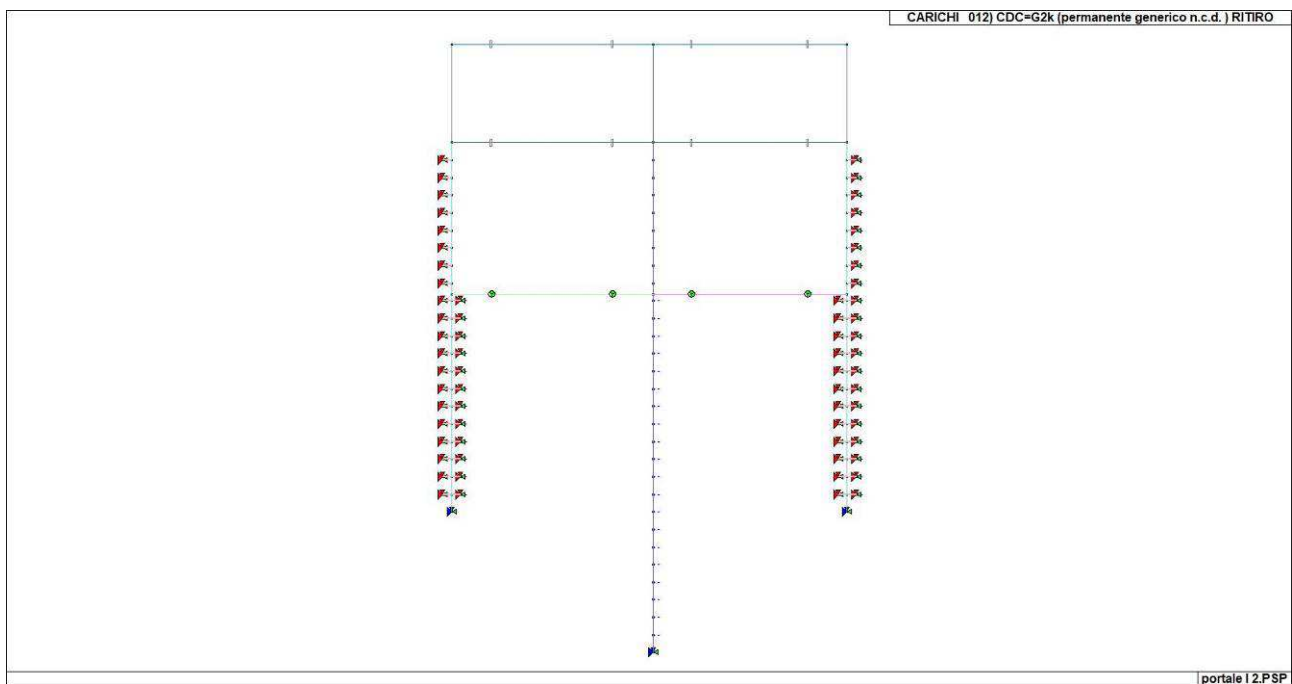 CARICHI 012) CDC=G2k (permanente generico n.c.d. ) RITIRO
portale I 2.PSP